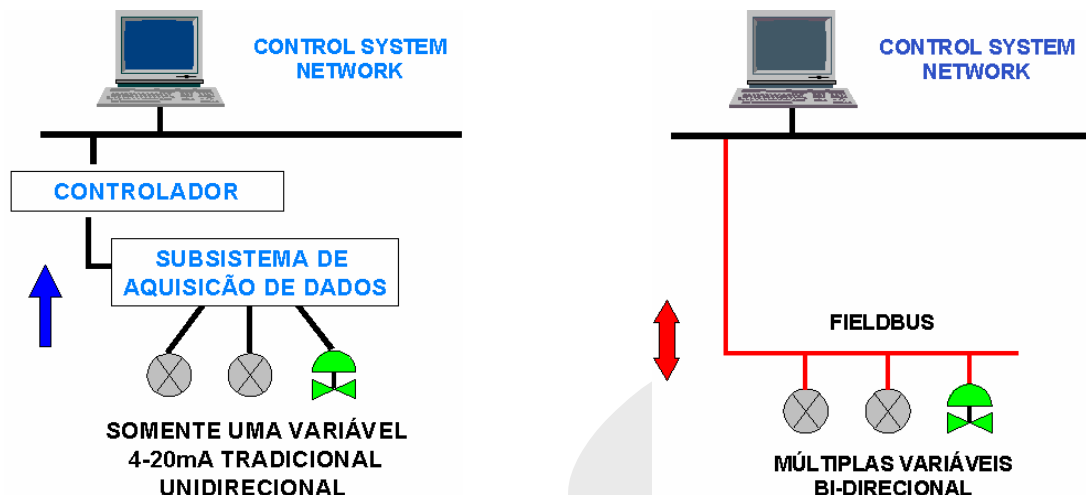 CONTROL SYSTEM
NETWORK
CONTROLADOR
SUBSISTEMA DE
AQUISICÃO DE DADOS
SOMENTE UMA VARIÁVEL
4-20mA TRADICIONAL
UNIDIRECIONAL
CONTROL SYSTEM
NETWORK
FIELDBUS
MÚLTIPLAS VARIÁVEIS
BI-DIRECIONAL